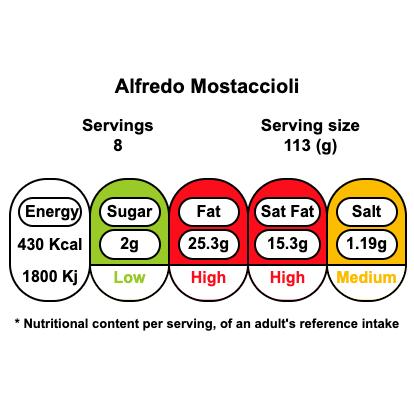 Alfredo Mostaccioli
Servings Serving size
8 113 (g)
Energy Sugar Fat Sat Fat Salt
430 Kcal 2g 25.3g 15.3g 1.19g
1800 Kj Low High High Medium
* Nutritional content per serving, of an adult's reference intake